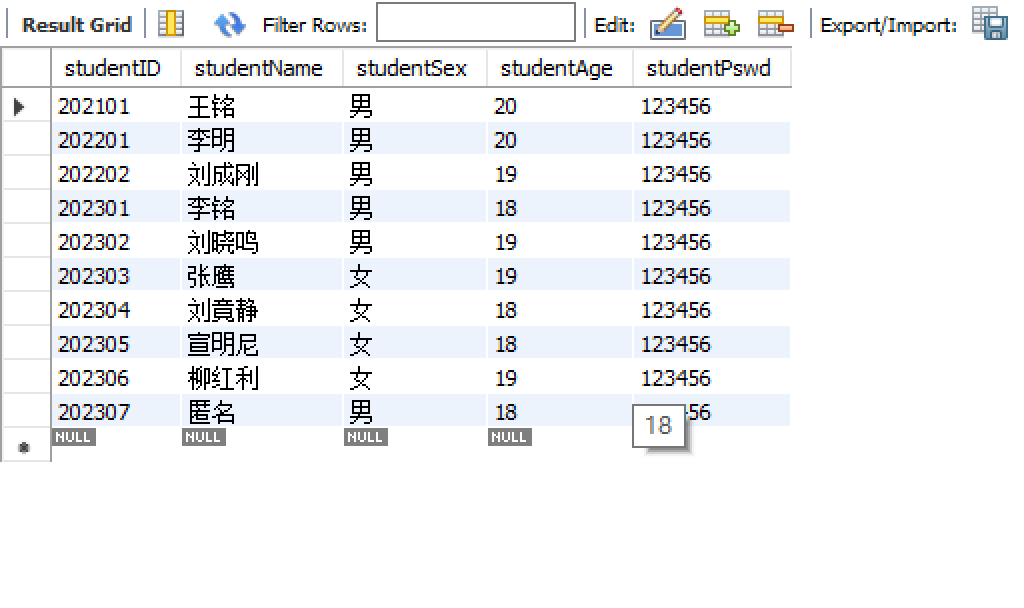 Result Grid Filter Rows: Edit: Export/Import:
studentID studentName studentSex studentAge studentPswd
202101 王铭 男 20 123456
202201 李明 男 20 123456
202202 刘成刚 男 19 123456
202301 李铭 男 18 123456
202302 刘晓鸣 男 19 123456
202303 张鹰 女 19 123456
202304 刘竟静 女 18 123456
202305 宣明尼 女 18 123456
202306 柳红利 女 19 123456
202307 匿名 男 18 56
NULL NULL NULL NULL 18